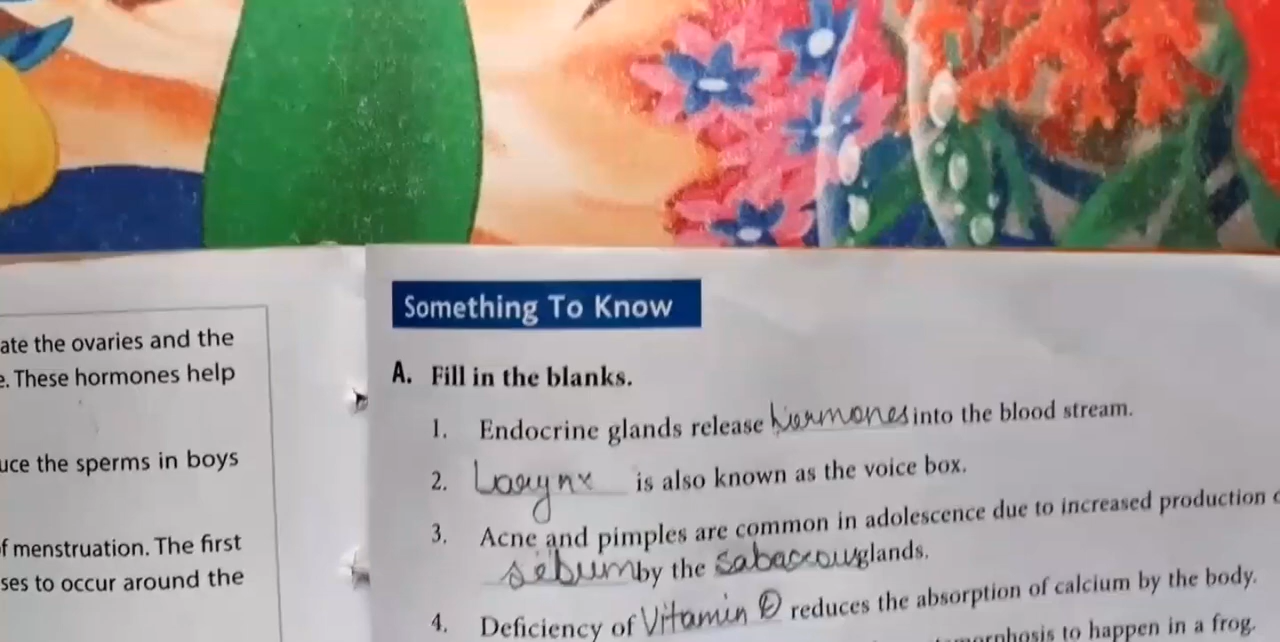 ate the ovaries and the
e. These hormones help
uce the sperms in boys
f menstruation. The first
ses to occur around the
Something To Know
A. Fill in the blanks.
1. Endocrine glands release hormones into the blood stream.
2. Larynx is also known as the voice box.
3. Acne and pimples are common in adolescence due to increased production
sebum by the sabaceous glands.
4. Deficiency of Vitamin D reduces the absorption of calcium by the body.
morphosis to happen in a frog.